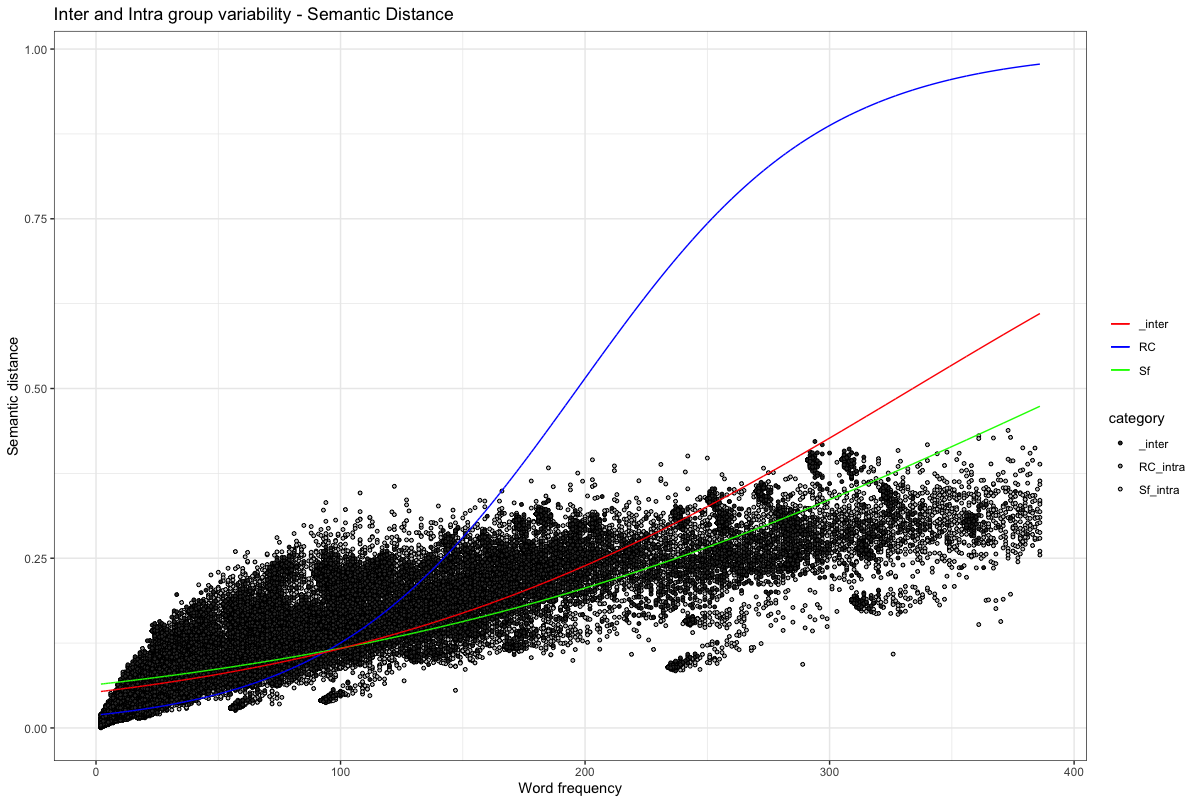 Inter and Intra group variability - Semantic Distance
1.00
0.75
0.50
0.25
0.00
Semantic distance
0 100 200 300 400
Word frequency
_inter
RC
Sf
category
_inter
RC_intra
Sf_intra